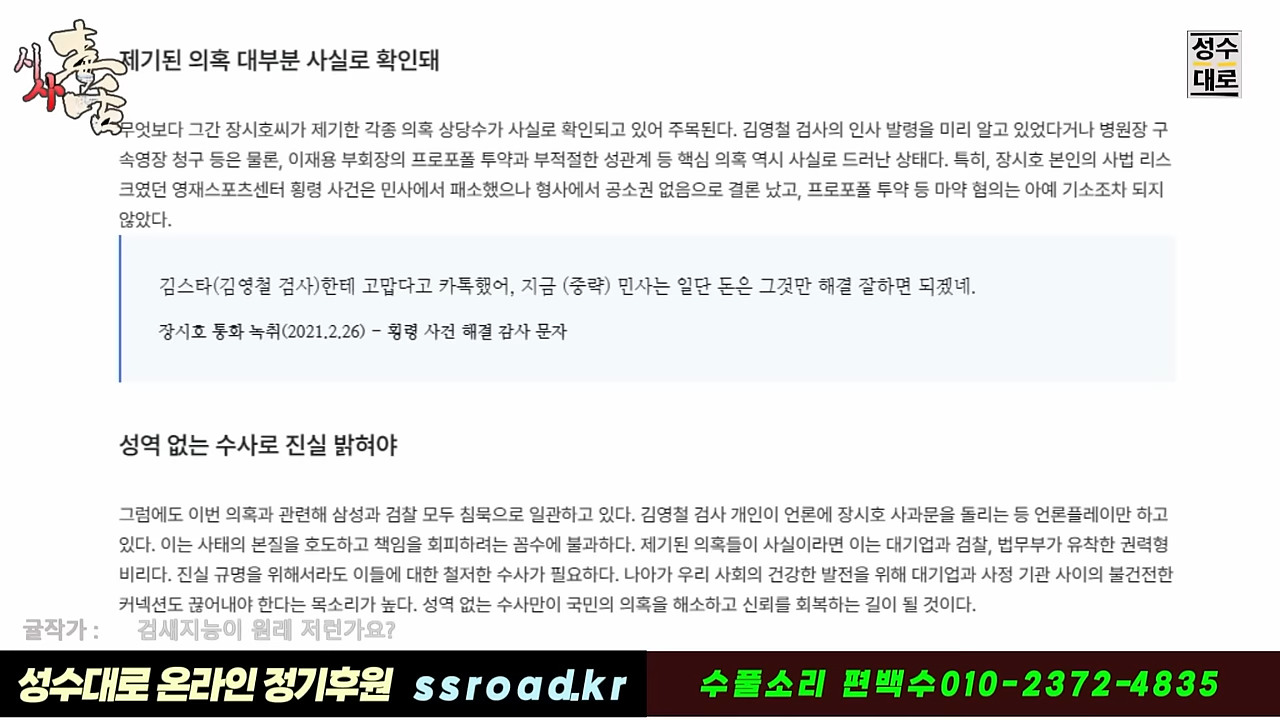 시사
성수
대로
제기된 의혹 대부분 사실로 확인돼
무엇보다 그간 장시호씨가 제기한 각종 의혹 상당수가 사실로 확인되고 있어 주목된다. 김영철 검사의 인사 발령을 미리 알고 있었다거나 병원장 구
속영장 청구 등은 물론, 이재용 부회장의 프로포폴 투약과 부적절한 성관계 등 핵심 의혹 역시 사실로 드러난 상태다. 특히, 장시호 본인의 사법 리스
크였던 영재스포츠센터 횡령 사건은 민사에서 패소했으나 형사에서 공소권 없음으로 결론 났고, 프로포폴 투약 등 마약 혐의는 아예 기소조차 되지
않았다.
김스타(김영철 검사)한테 고맙다고 카톡했어, 지금 (중략) 민사는 일단 돈은 그것만 해결 잘하면 되겠네.
장시호 통화 녹취(2021.2.26) - 횡령 사건 해결 감사 문자
성역 없는 수사로 진실 밝혀야
그럼에도 이번 의혹과 관련해 삼성과 검찰 모두 침묵으로 일관하고 있다. 김영철 검사 개인이 언론에 장시호 사과문을 돌리는 등 언론플레이만 하고
있다. 이는 사태의 본질을 호도하고 책임을 회피하려는 꼼수에 불과하다. 제기된 의혹들이 사실이라면 이는 대기업과 검찰, 법무부가 유착한 권력형
비리다. 진실 규명을 위해서라도 이들에 대한 철저한 수사가 필요하다. 나아가 우리 사회의 건강한 발전을 위해 대기업과 사정 기관 사이의 불건전한
커넥션도 끊어내야 한다는 목소리가 높다. 성역 없는 수사만이 국민의 의혹을 해소하고 신뢰를 회복하는 길이 될 것이다.
귤작가 : 검새지능이 원래 저런가요?
성수대로 온라인 정기후원 ssroad.kr
수풀소리 편백수010-2372-4835